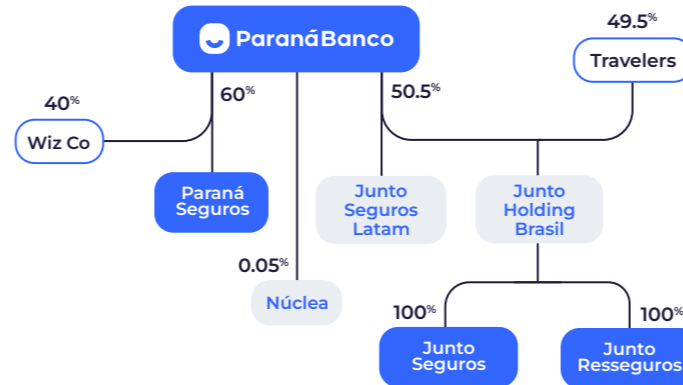 ParanáBanco
49.5%
Travelers
40%
60%
50.5%
Wiz Co
Paraná
Seguros
Junto
Seguros
Latam
Junto
Holding
Brasil
0.05%
Núclea
100%
100%
Junto
Seguros
Junto
Resseguros